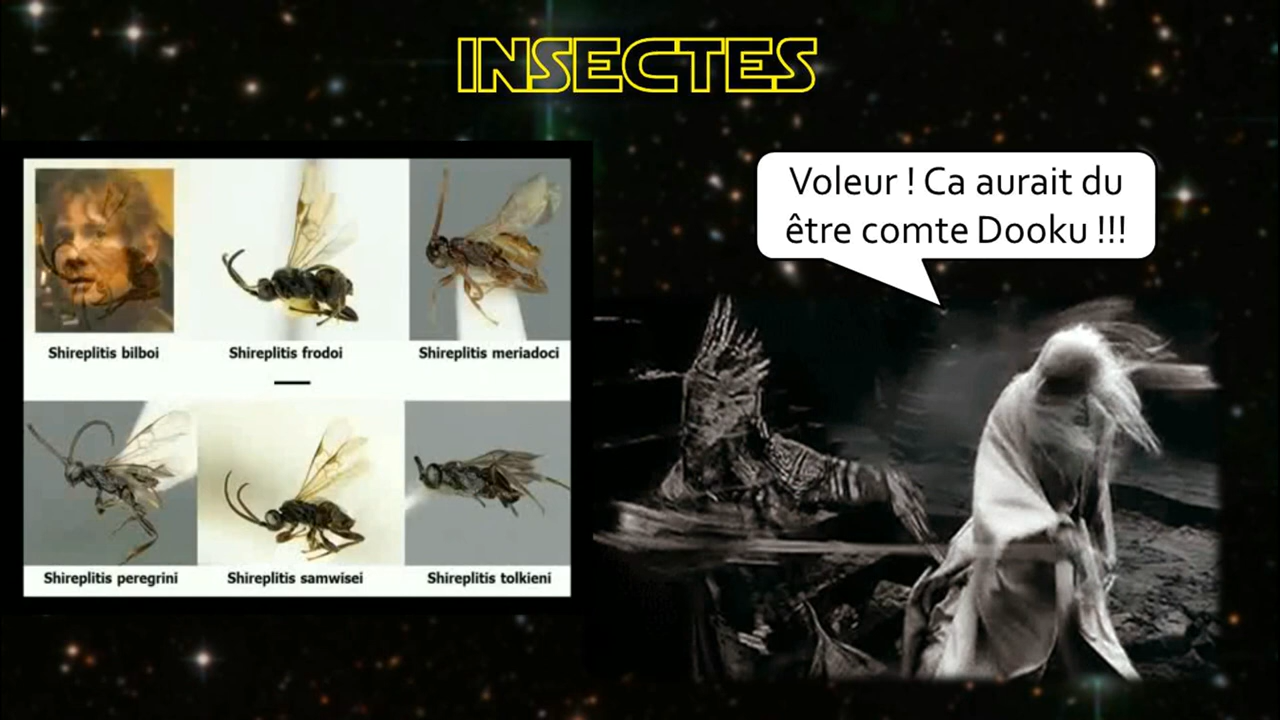 INSECTES
Voleur ! Ca aurait du
être comte Dooku !!!
Shireplitis bilboi
Shireplitis frodoi
Shireplitis meriadoci
Shireplitis peregrini
Shireplitis samwisei
Shireplitis tolkieni